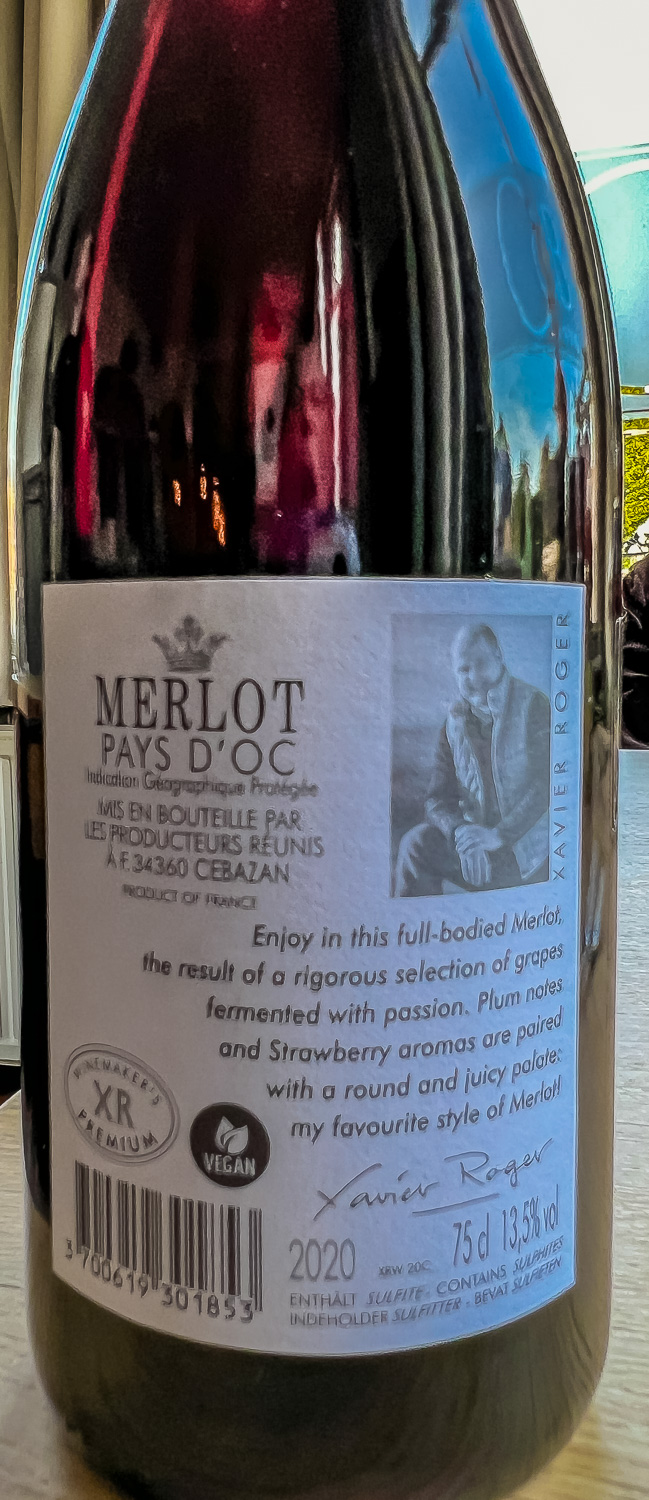 MERLOT
PAYS D'OC
Indication Géographique Protégée
MIS EN BOUTEILLE PAR
LES PRODUCTEURS RÉUNIS
À F. 34360 CEBAZAN
PRODUCT OF FRANCE
XAVIER ROGER
Enjoy in this full-bodied Merlot,
the result of a rigorous selection of grapes
fermented with passion. Plum notes
and Strawberry aromas are paired
with a round and juicy palate:
my favourite style of Merlot!
WINEMAKER'S
XR
PREMIUM
VEGAN
Xavier Roger
3 700619 301853
2020 XRW 20C 75 cl 13,5% vol
ENTHÄLT SULFITE - CONTAINS SULPHITES
INDEHOLDER SULFITTER - BEVAT SULFIETEN